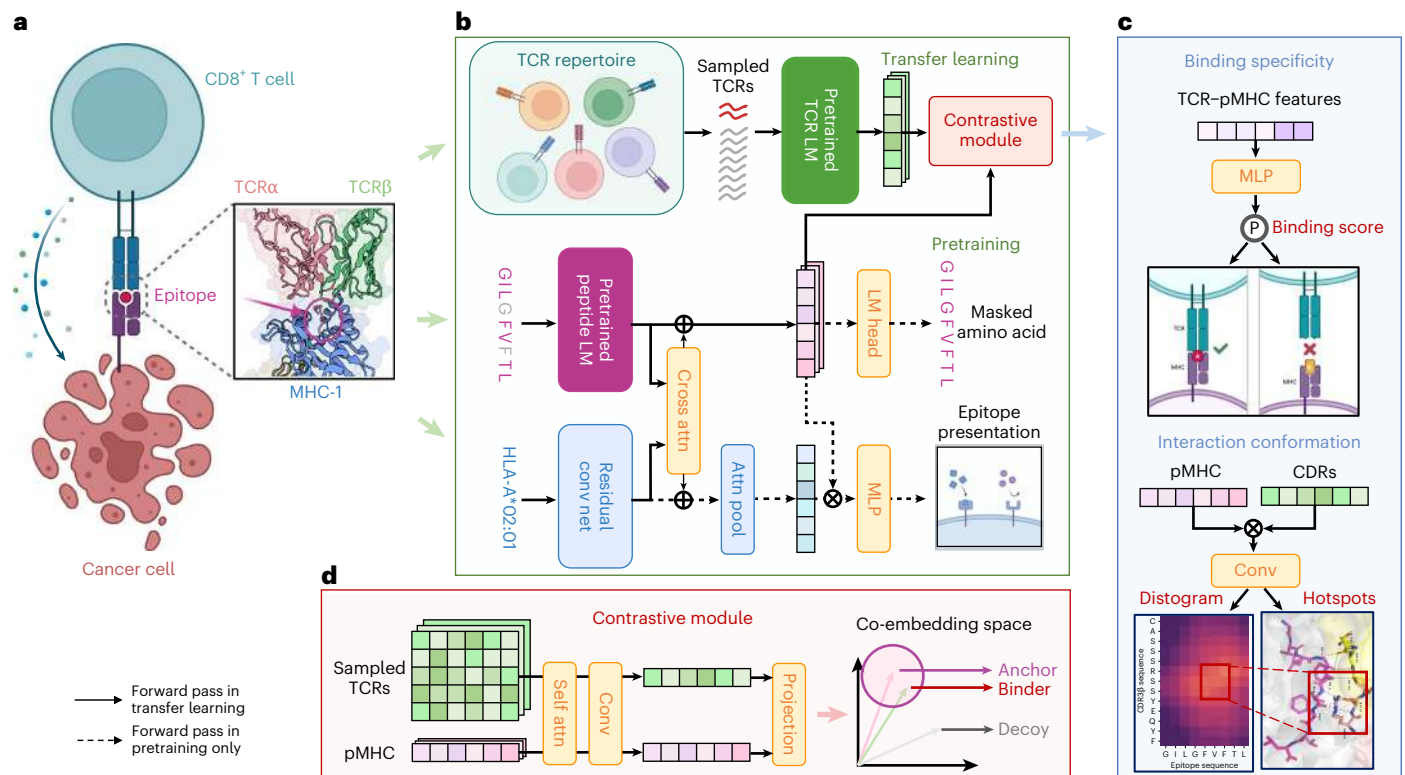 a
CD8+ T cell
TCRα
TCRβ
Epitope
MHC-1
Cancer cell
Forward pass in
transfer learning
Forward pass in
pretraining only
b
TCR repertoire
Sampled
TCRs
Pretrained
TCR LM
Transfer learning
Contrastive
module
GILGFVFTL
Pretrained
peptide LM
Pretraining
LM head
GILGFVFTL
Masked
amino acid
Cross attn
HLA-A*02:01
Residual
conv net
Attn pool
MLP
Epitope
presentation
c
Binding specificity
TCR–pMHC features
MLP
P
Binding score
TCR
MHC
MHC
Interaction conformation
pMHC
CDRs
Conv
Distogram
Hotspots
CDR3β sequence
C
A
S
S
S
R
S
S
Y
E
Q
Y
F
G I L G F V F T L
Epitope sequence
d
Contrastive module
Sampled
TCRs
pMHC
Self attn
Conv
Projection
Co-embedding space
Anchor
Binder
Decoy